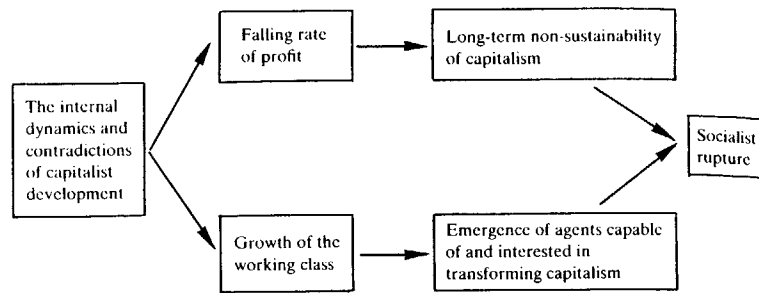 The internal
dynamics and
contradictions
of capitalist
development
Falling rate
of profit
Long-term non-sustainability
of capitalism
Growth of the
working class
Emergence of agents capable
of and interested in
transforming capitalism
Socialist
rupture